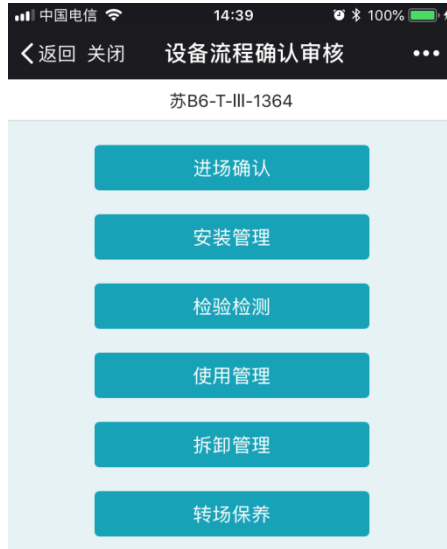 中国电信 14:39 100%
返回 关闭 设备流程确认审核
苏B6-T-Ⅲ-1364
进场确认
安装管理
检验检测
使用管理
拆卸管理
转场保养